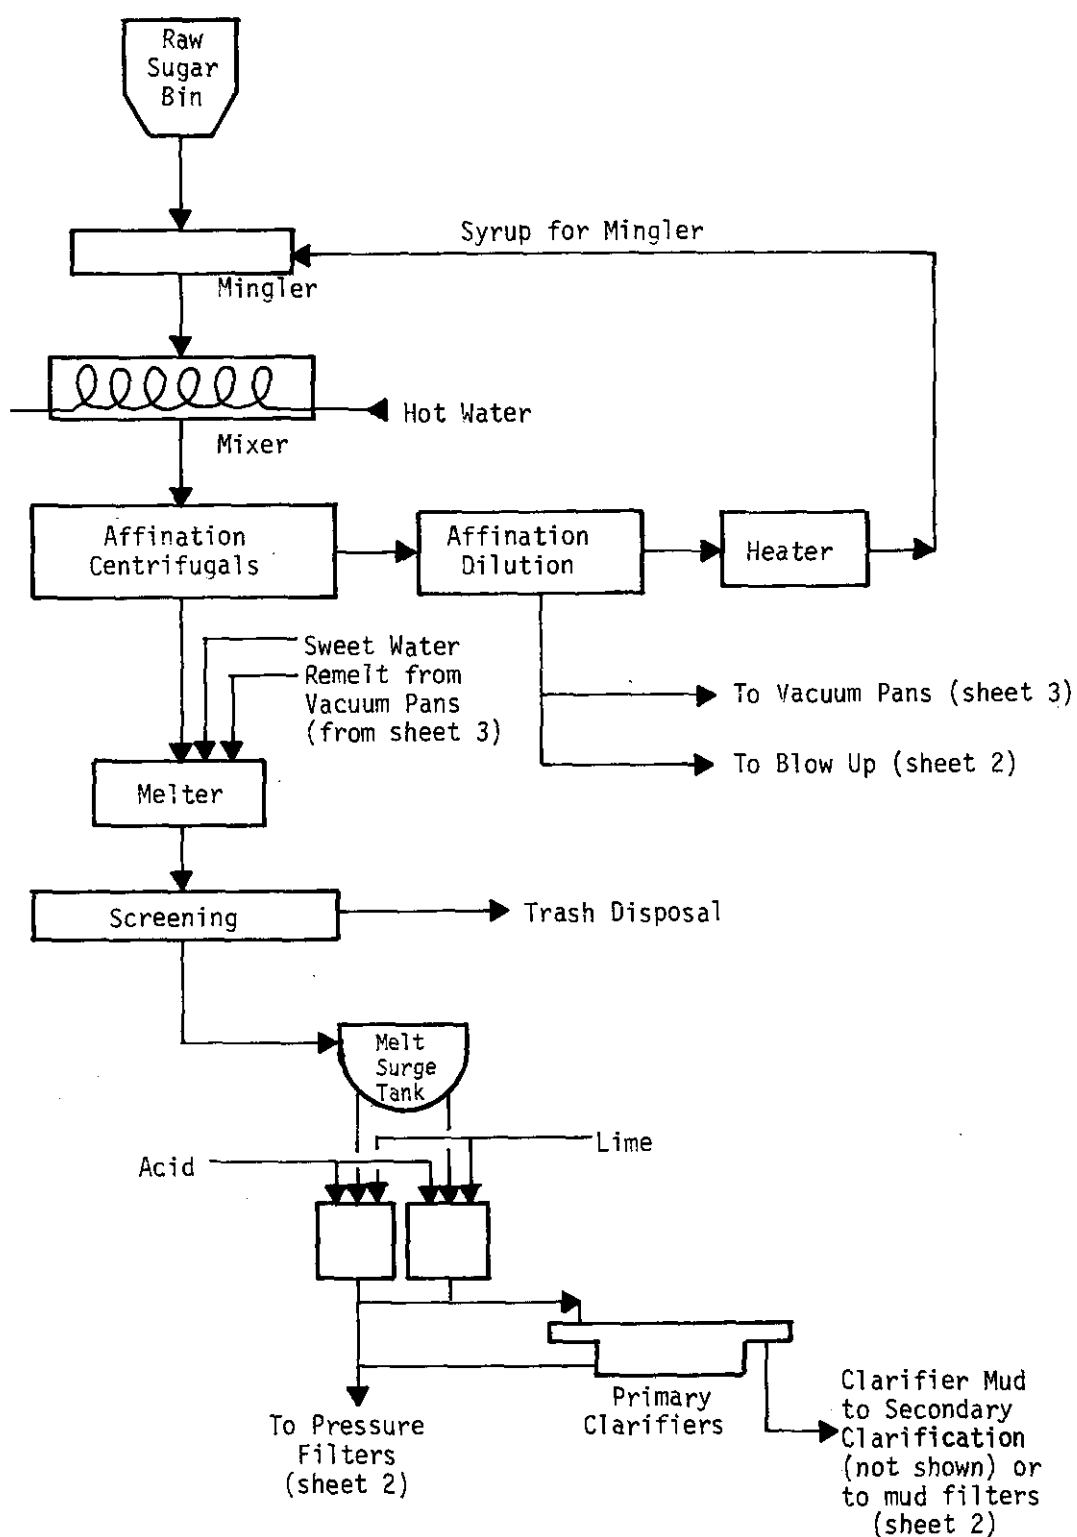 Raw
Sugar
Bin
Syrup for Mingler
Mingler
Hot Water
Mixer
Affination
Centrifugals
Affination
Dilution
Heater
Sweet Water
Remelt from
Vacuum Pans
(from sheet 3)
To Vacuum Pans (sheet 3)
To Blow Up (sheet 2)
Melter
Screening
Trash Disposal
Melt
Surge
Tank
Lime
Acid
Primary
Clarifiers
To Pressure
Filters
(sheet 2)
Clarifier Mud
to Secondary
Clarification
(not shown) or
to mud filters
(sheet 2)